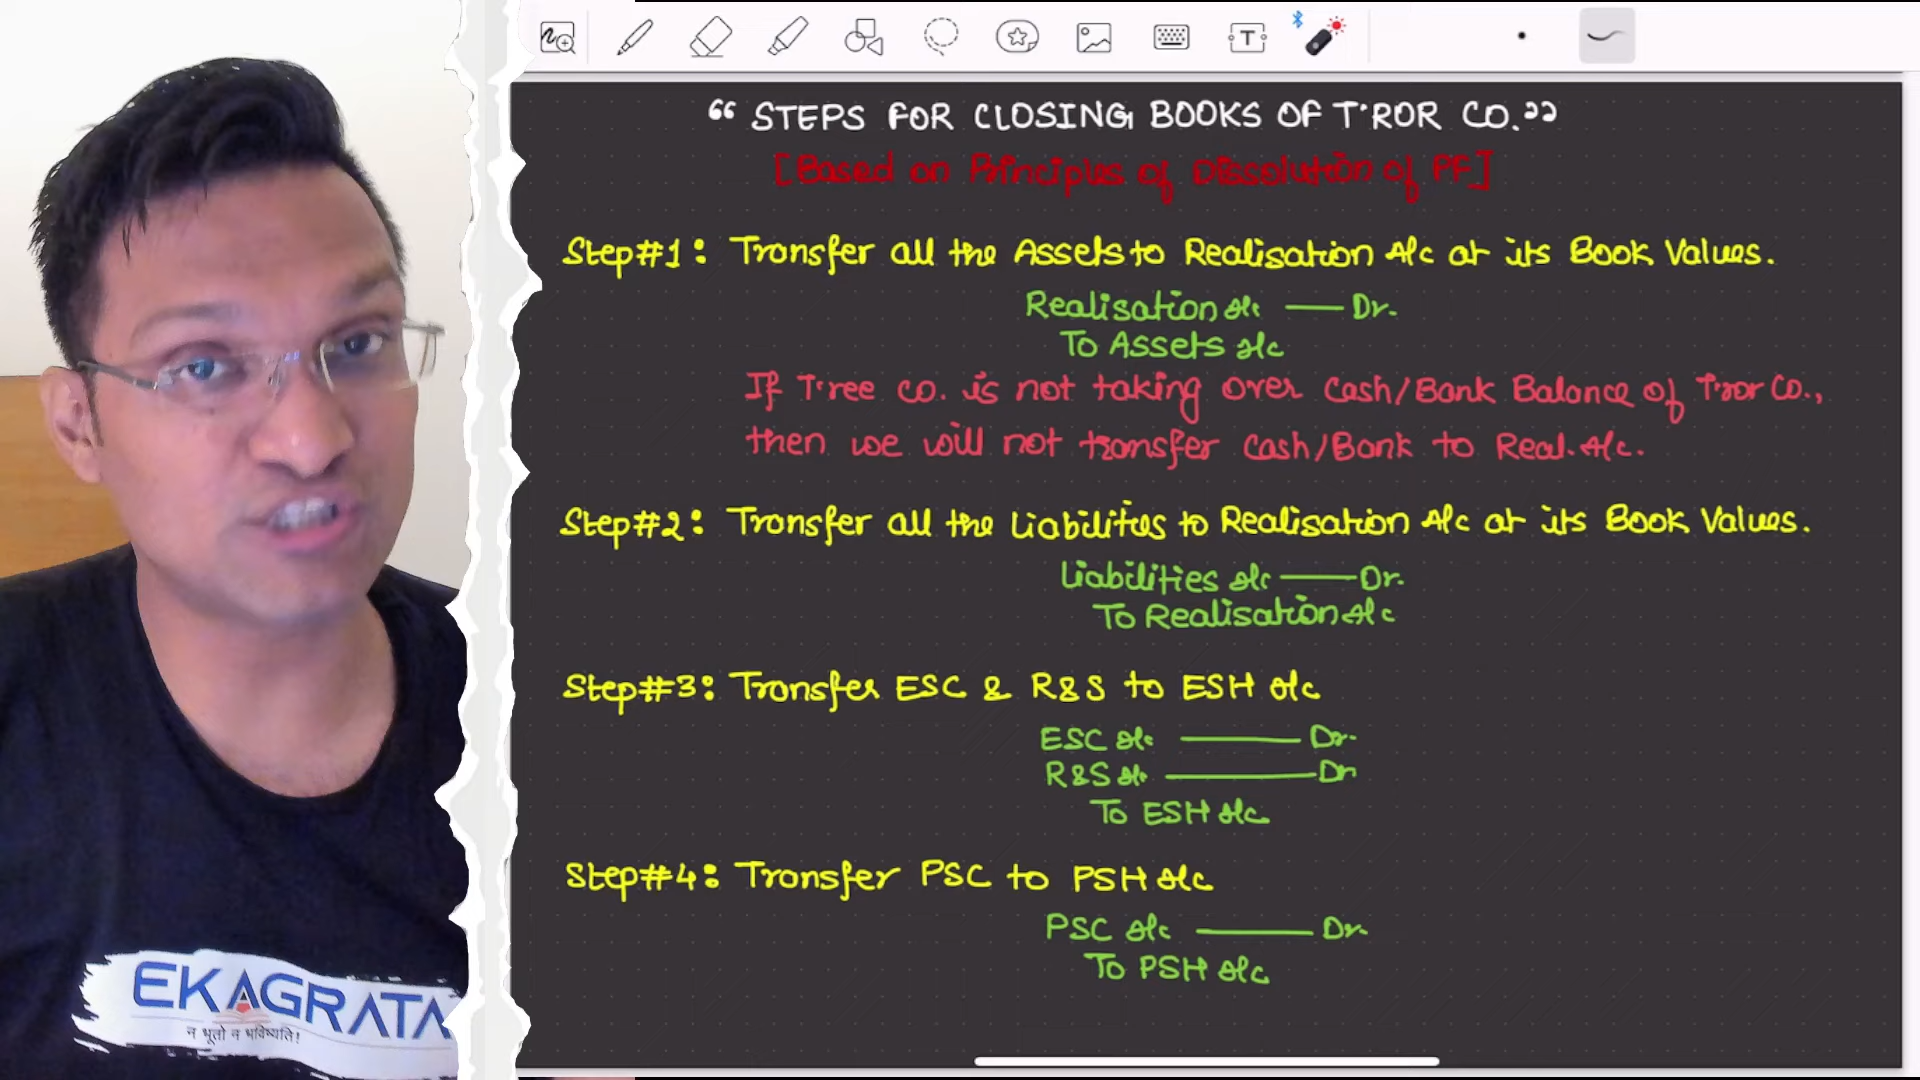 “ STEPS FOR CLOSING BOOKS OF T'ROR CO.”
[Based on Principles of Dissolution of PF]
Step#1: Transfer all the Assets to Realisation A/c at its Book Values.
Realisation A/c —— Dr.
To Assets A/c
If T'ree co. is not taking over Cash/Bank Balance of T'ror Co.,
then we will not transfer Cash/Bank to Real. A/c.
Step#2: Transfer all the Liabilities to Realisation A/c at its Book Values.
Liabilities A/c —— Dr.
To Realisation A/c
Step#3: Transfer ESC & R&S to ESH A/c
ESC A/c —— Dr.
R&S A/c —— Dr
To ESH A/c
Step#4: Transfer PSC to PSH A/c
PSC A/c —— Dr.
To PSH A/c
EKAGRATA
न भूतो न भविष्यति!